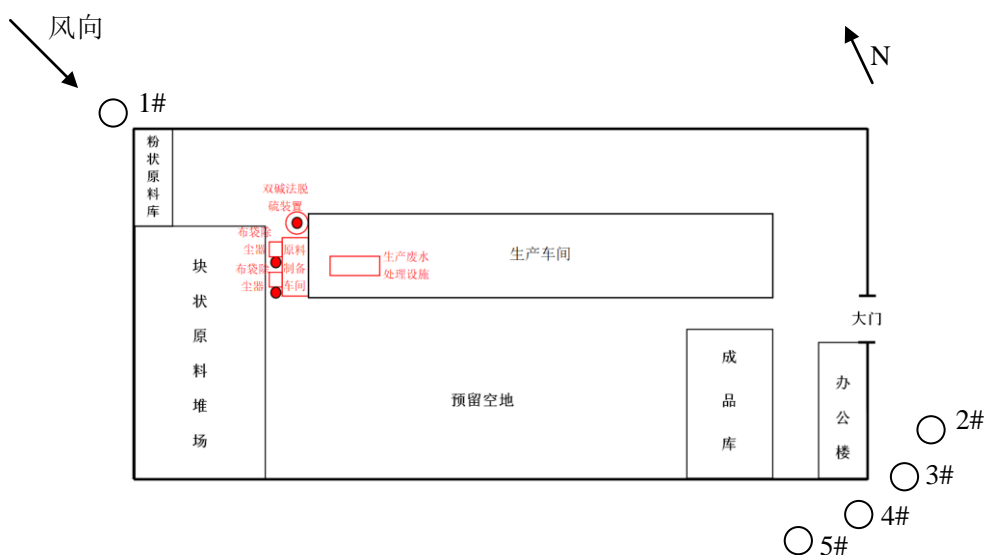 风向
N
1#
粉
状
原
料
库
双碱法脱
硫装置
布袋除
尘器
布袋除
尘器
原料
制备
车间
生产废水
处理设施
生产车间
块
状
原
料
堆
场
大门
预留空地
成
品
库
办
公
楼
2#
3#
4#
5#